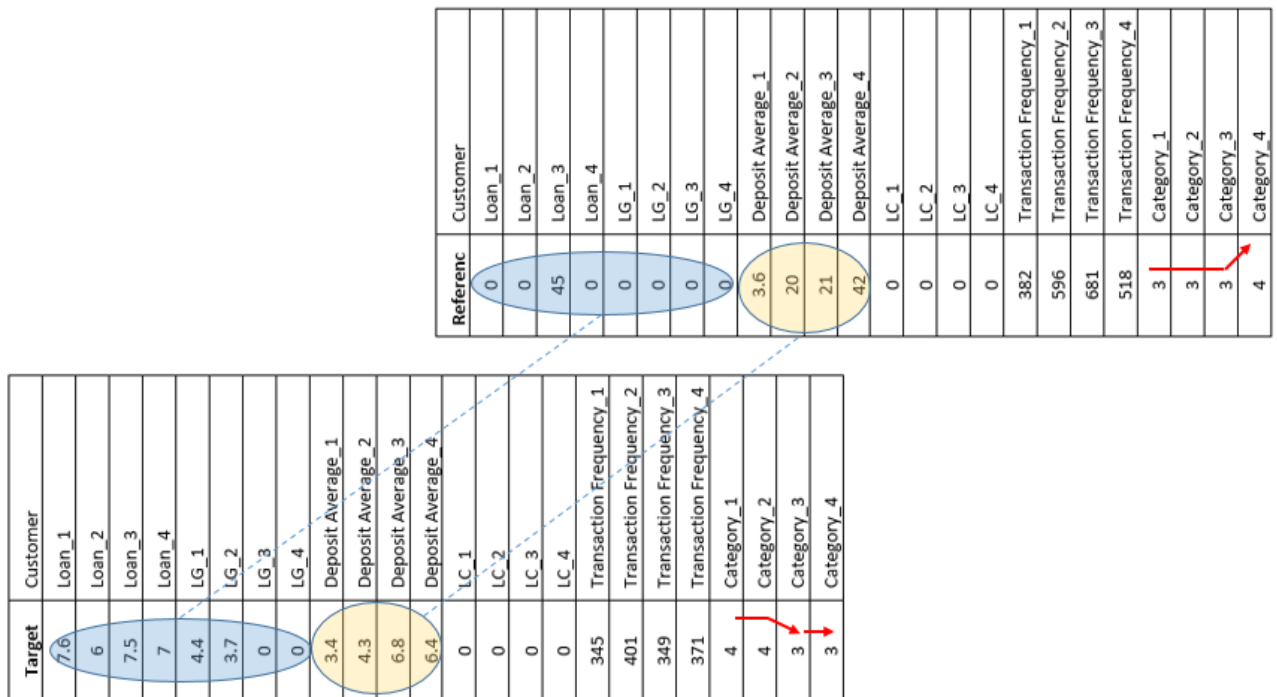 Target Customer
7.6 Loan_1
6 Loan_2
7.5 Loan_3
7 Loan_4
4.4 LG_1
3.7 LG_2
0 LG_3
0 LG_4
3.4 Deposit Average_1
4.3 Deposit Average_2
6.8 Deposit Average_3
6.4 Deposit Average_4
0 LC_1
0 LC_2
0 LC_3
0 LC_4
345 Transaction Frequency_1
401 Transaction Frequency_2
349 Transaction Frequency_3
371 Transaction Frequency_4
4 Category_1
4 Category_2
3 Category_3
3 Category_4
Referenc Customer
0 Loan_1
0 Loan_2
45 Loan_3
0 Loan_4
0 LG_1
0 LG_2
0 LG_3
0 LG_4
3.6 Deposit Average_1
20 Deposit Average_2
21 Deposit Average_3
42 Deposit Average_4
0 LC_1
0 LC_2
0 LC_3
0 LC_4
382 Transaction Frequency_1
596 Transaction Frequency_2
681 Transaction Frequency_3
518 Transaction Frequency_4
3 Category_1
3 Category_2
3 Category_3
4 Category_4